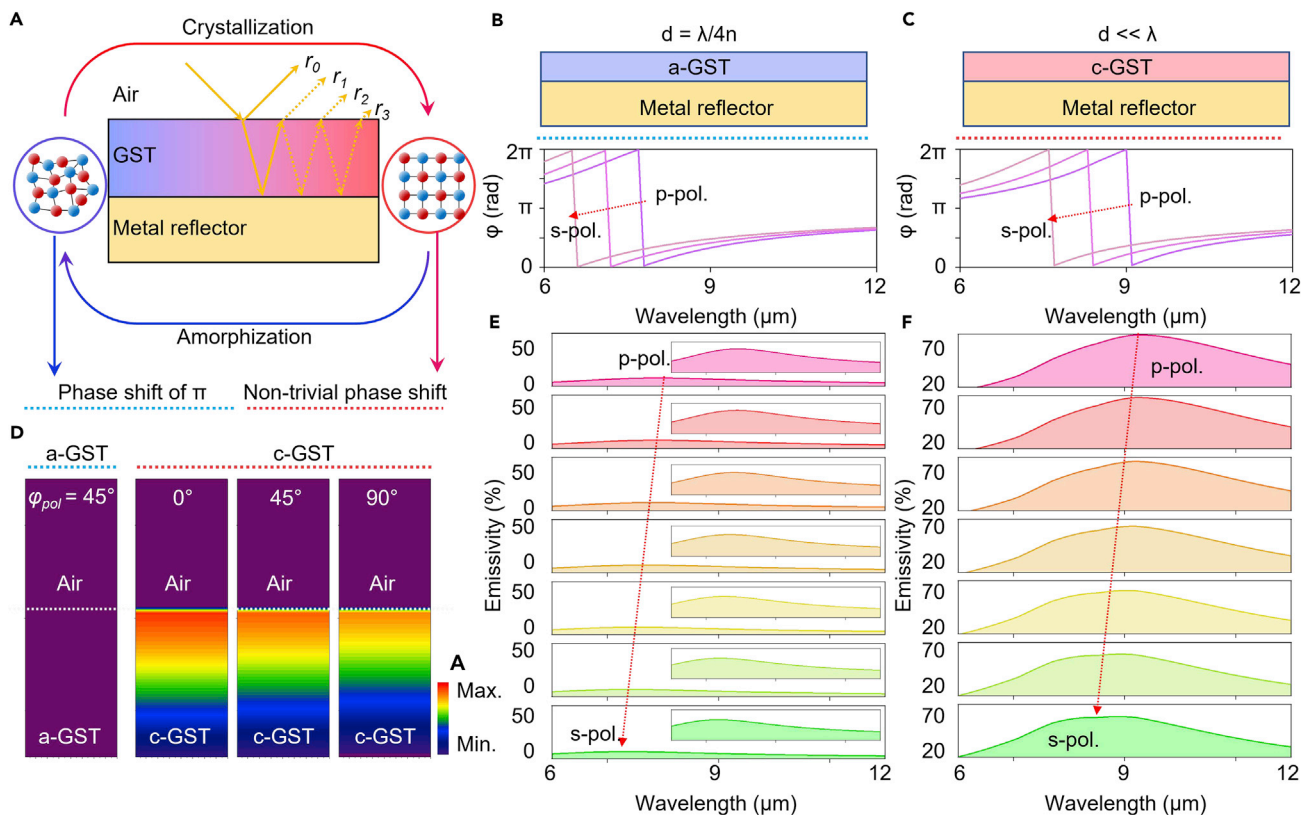 A
Crystallization
Air
r0
r1
r2
r3
GST
Metal reflector
Amorphization
Phase shift of π
Non-trivial phase shift
B
d = λ/4n
a-GST
Metal reflector
2π
π
0
φ (rad)
p-pol.
s-pol.
6
9
12
Wavelength (μm)
C
d << λ
c-GST
Metal reflector
2π
π
0
φ (rad)
p-pol.
s-pol.
6
9
12
Wavelength (μm)
D
a-GST
c-GST
φpol = 45°
0°
45°
90°
Air
Air
Air
Air
a-GST
c-GST
c-GST
c-GST
A
Max.
Min.
E
50
0
50
0
50
0
50
0
50
0
50
0
50
0
Emissivity (%)
p-pol.
s-pol.
6
9
12
Wavelength (μm)
F
70
20
70
20
70
20
70
20
70
20
70
20
70
20
Emissivity (%)
p-pol.
s-pol.
6
9
12
Wavelength (μm)